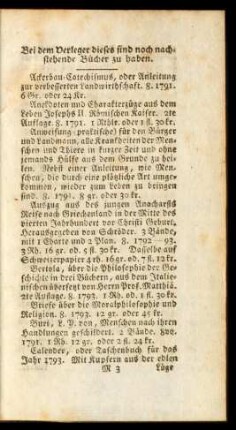 Bei dem Verleger dieses sind noch nach-
stehende Bücher zu haben.
Ackerbau-Catechismus, oder Anleitung
zur verbesserten Landwirthschaft. 8. 1791.
6 Gr. oder 24 Kr.
Anekdoten und Charakterzüge aus dem
Leben Josephs II. Römischen Kaiser. 2te
Auflage. 8. 1791. 1 Rthlr. oder 1 fl. 30 kr.
Anweisung (praktische) für den Bürger
und Landmann, alle Krankheiten der Men-
schen und Thiere in kurzer Zeit und ohne
jemands Hülfe aus dem Grunde zu hei-
len. Nebst einer Anleitung, wie Men-
schen, die durch eine plötzliche Art umge-
kommen, wieder zum Leben zu bringen
sind. 8. 1791. 8 gr. oder 30 kr.
Auszug aus des jungen Anacharsis
Reise nach Griechenland in der Mitte des
vierten Jahrhunderts vor Christi Geburt,
Herausgegeben von Schröder. 3 Bände,
mit 1 Charte und 2 Plan. 8. 1792 — 93.
3 Rh. 16 gr. od. 5 fl. 30 kr. Dasselbe auf
Schweizerpapier 4 rh. 16 gr. od. 7 fl. 12 kr.
Bertola, über die Philosophie der Ge-
schichte in drei Büchern, aus dem Italie-
nischen übersetzt von Herrn Prof. Matthiä.
2te Auflage. 8. 1793. 1 Rh. od. 1 fl. 30 kr.
Briefe über die Moralphilosophie und
Religion. 8. 1793. 12 gr. oder 45 kr.
Buri, L. P. von, Menschen nach ihren
Handlungen geschildert. 2 Bände. 8vz.
1791. 1 Rh. 12 gr. oder 2 fl. 24 kr.
Calender, oder Taschenbuch für das
Jahr 1793. Mit Kupfern aus der edlen
M 3 Lüge